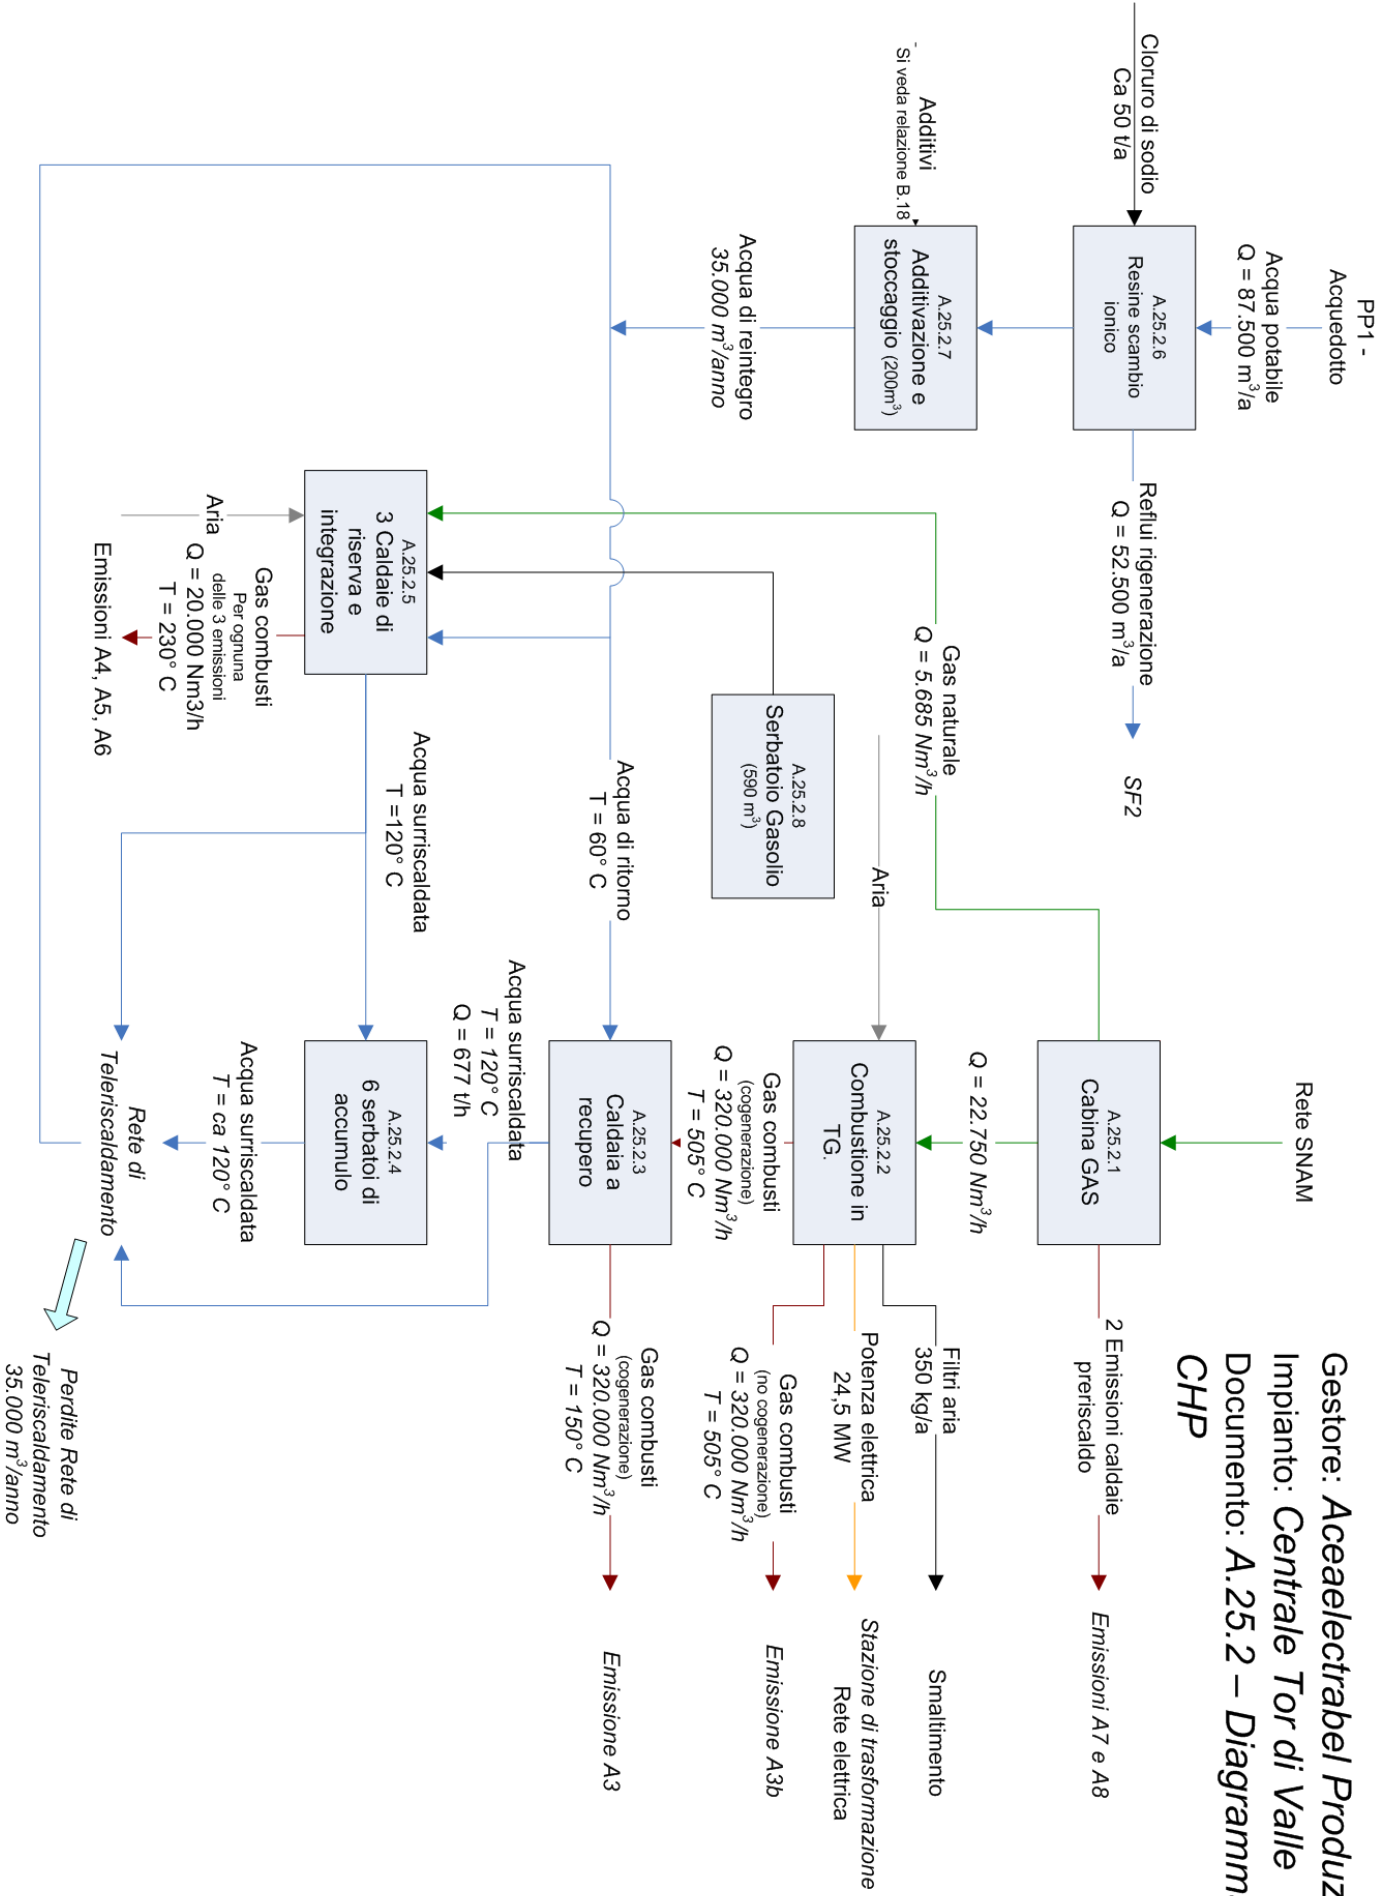 Gestore: Aceaelectrabel Produz
Impianto: Centrale Tor di Valle
Documento: A.25.2 – Diagramm
CHP
PP1 -
Acquedotto
Acqua potabile
Q = 87.500 m³/a
Cloruro di sodio
Ca 50 t/a
A.25.2.6
Resine scambio
ionico
Reflui rigenerazione
Q = 52.500 m³/a
SF2
Additivi
- Si veda relazione B.18
A.25.2.7
Additivazione e
stoccaggio (200m³)
Acqua di reintegro
35.000 m³/anno
Rete SNAM
A.25.2.1
Cabina GAS
2 Emissioni caldaie
preriscaldo
Emissioni A7 e A8
Gas naturale
Q = 5.685 Nm³/h
Q = 22.750 Nm³/h
Aria
A.25.2.2
Combustione in
TG.
Filtri aria
350 kg/a
Smaltimento
Potenza elettrica
24,5 MW
Stazione di trasformazione
Rete elettrica
Gas combusti
(no cogenerazione)
Q = 320.000 Nm³/h
T = 505° C
Emissione A3b
A.25.2.8
Serbatoio Gasolio
(590 m³)
Gas combusti
(cogenerazione)
Q = 320.000 Nm³/h
T = 505° C
Acqua di ritorno
T = 60° C
A.25.2.3
Caldaia a
recupero
Gas combusti
(cogenerazione)
Q = 320.000 Nm³/h
T = 150° C
Emissione A3
Acqua surriscaldata
T = 120° C
Q = 677 t/h
A.25.2.5
3 Caldaie di
riserva e
integrazione
Acqua surriscaldata
T =120° C
A.25.2.4
6 serbatoi di
accumulo
Aria
Gas combusti
Per ognuna
delle 3 emissioni
Q = 20.000 Nm3/h
T = 230° C
Emissioni A4, A5, A6
Acqua surriscaldata
T = ca 120° C
Rete di
Teleriscaldamento
Perdite Rete di
Teleriscaldamento
35.000 m³/anno